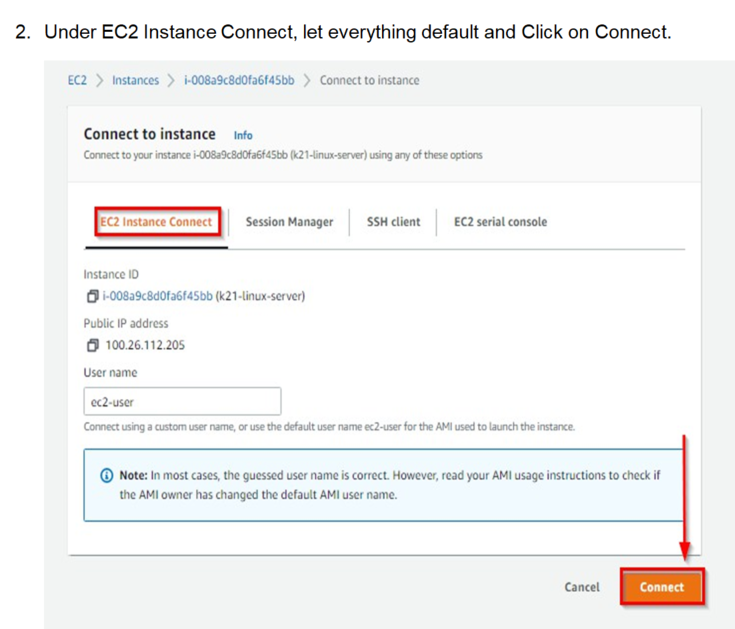 2. Under EC2 Instance Connect, let everything default and Click on Connect.
EC2 > Instances > i-008a9c8d0fa6f45bb > Connect to instance
Connect to instance Info
Connect to your instance i-008a9c8d0fa6f45bb (k21-linux-server) using any of these options
EC2 Instance Connect Session Manager SSH client EC2 serial console
Instance ID
i-008a9c8d0fa6f45bb (k21-linux-server)
Public IP address
100.26.112.205
User name
ec2-user
Connect using a custom user name, or use the default user name ec2-user for the AMI used to launch the instance.
Note: In most cases, the guessed user name is correct. However, read your AMI usage instructions to check if
the AMI owner has changed the default AMI user name.
Cancel Connect